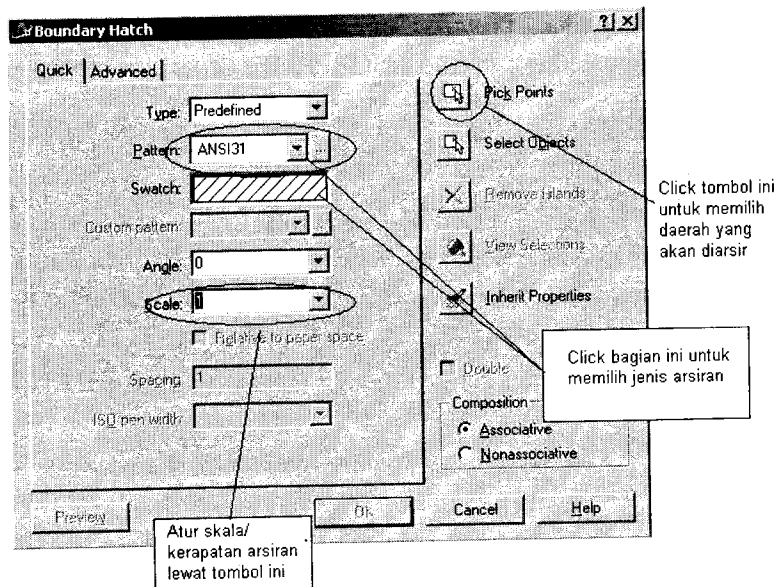 Boundary Hatch
Quick Advanced
Type: Predefined
Pattern: ANSI31 ...
Swatch:
Custom pattern:
Angle: 0
Scale: 1
Relative to paper space
Spacing: 1
ISO pen width:
Pick Points
Select Objects
Remove Islands
View Selections
Inherit Properties
Double
Composition
Associative
Nonassociative
Preview OK Cancel Help
Click tombol ini
untuk memilih
daerah yang
akan diarsir
Click bagian ini untuk
memilih jenis arsiran
Atur skala/
kerapatan arsiran
lewat tombol ini